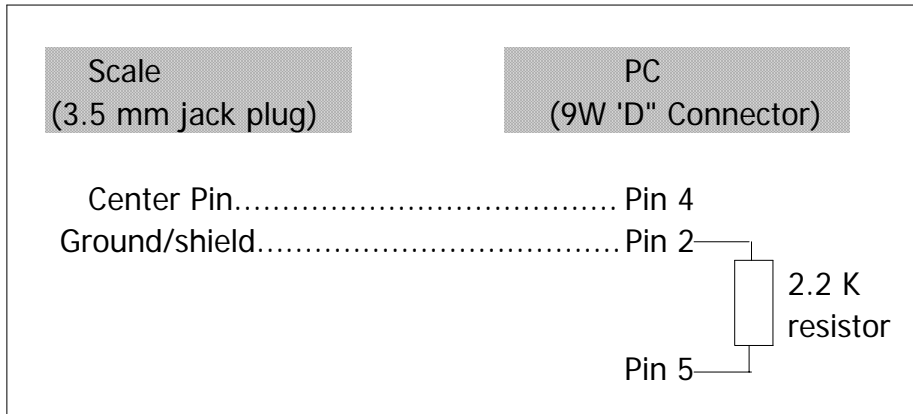 Scale PC
(3.5 mm jack plug) (9W 'D" Connector)
Center Pin........................................ Pin 4
Ground/shield...................................... Pin 2
2.2 K
resistor
Pin 5